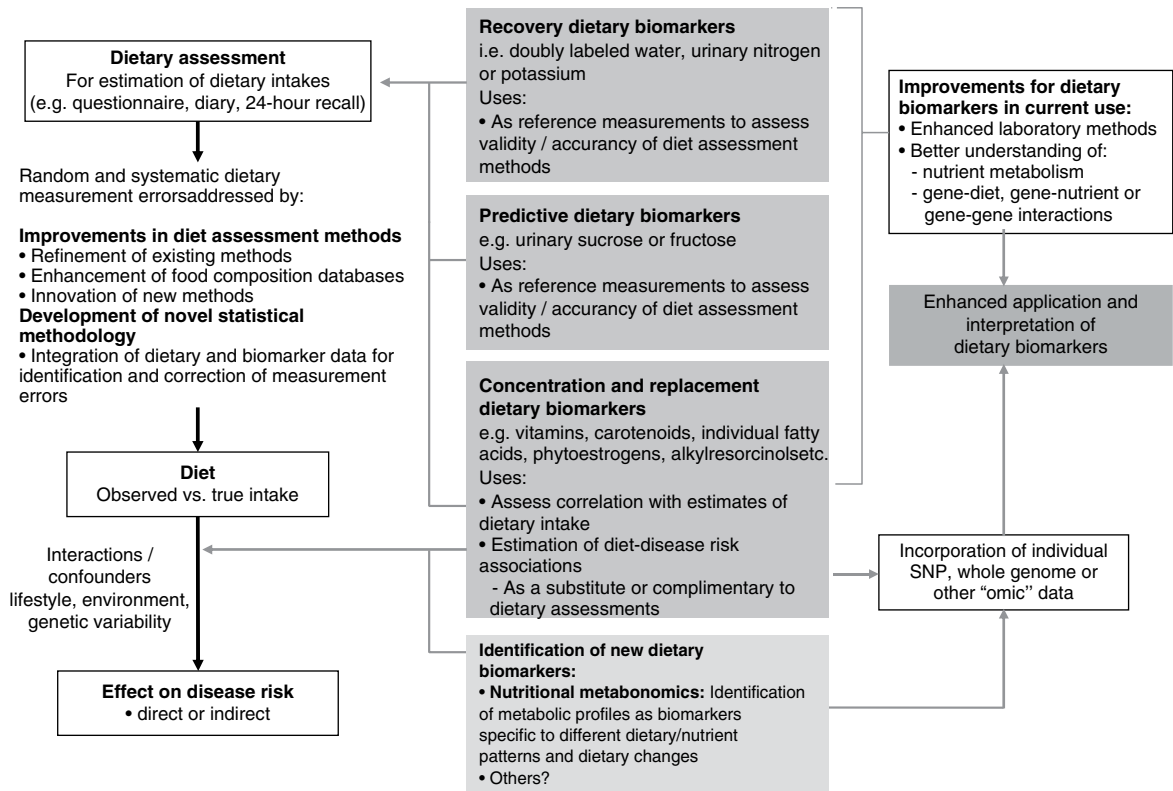 Dietary assessment
For estimation of dietary intakes
(e.g. questionnaire, diary, 24-hour recall)
Random and systematic dietary
measurement errorsaddressed by:
Improvements in diet assessment methods
• Refinement of existing methods
• Enhancement of food composition databases
• Innovation of new methods
Development of novel statistical
methodology
• Integration of dietary and biomarker data for
identification and correction of measurement
errors
Diet
Observed vs. true intake
Interactions /
confounders
lifestyle, environment,
genetic variability
Effect on disease risk
• direct or indirect
Recovery dietary biomarkers
i.e. doubly labeled water, urinary nitrogen
or potassium
Uses:
• As reference measurements to assess
validity / accurancy of diet assessment
methods
Predictive dietary biomarkers
e.g. urinary sucrose or fructose
Uses:
• As reference measurements to assess
validity / accurancy of diet assessment
methods
Concentration and replacement
dietary biomarkers
e.g. vitamins, carotenoids, individual fatty
acids, phytoestrogens, alkylresorcinolsetc.
Uses:
• Assess correlation with estimates of
dietary intake
• Estimation of diet-disease risk
associations
- As a substitute or complimentary to
dietary assessments
Identification of new dietary
biomarkers:
• Nutritional metabonomics: Identification
of metabolic profiles as biomarkers
specific to different dietary/nutrient
patterns and dietary changes
• Others?
Improvements for dietary
biomarkers in current use:
• Enhanced laboratory methods
• Better understanding of:
- nutrient metabolism
- gene-diet, gene-nutrient or
gene-gene interactions
Enhanced application and
interpretation of
dietary biomarkers
Incorporation of individual
SNP, whole genome or
other “omic” data